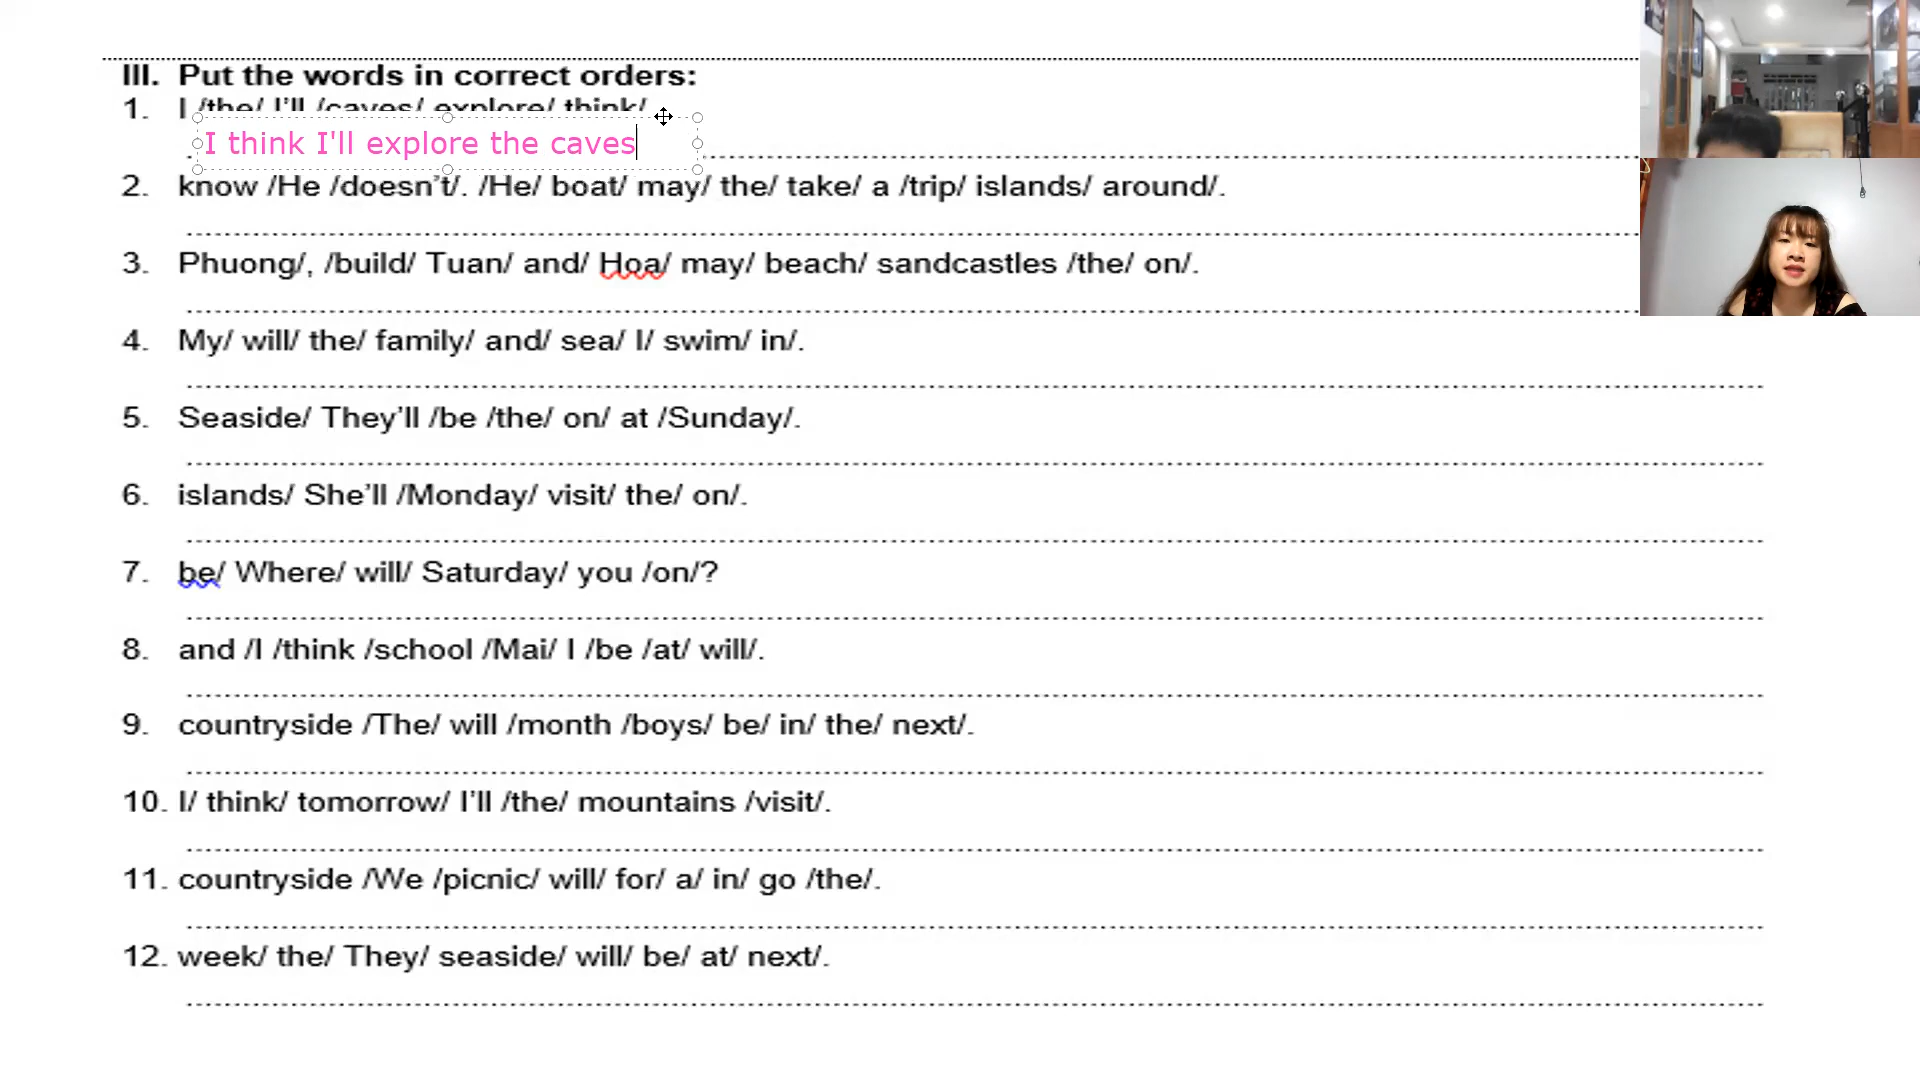 III. Put the words in correct orders:
1. I /the/ I'll /caves/ explore/ think/
I think I'll explore the caves
2. know /He /doesn't/. /He/ boat/ may/ the/ take/ a /trip/ islands/ around/.
3. Phuong/, /build/ Tuan/ and/ Hoa/ may/ beach/ sandcastles /the/ on/.
4. My/ will/ the/ family/ and/ sea/ I/ swim/ in/.
5. Seaside/ They'll /be /the/ on/ at /Sunday/.
6. islands/ She'll /Monday/ visit/ the/ on/.
7. be/ Where/ will/ Saturday/ you /on/?
8. and /I /think /school /Mai/ I /be /at/ will/.
9. countryside /The/ will /month /boys/ be/ in/ the/ next/.
10. I/ think/ tomorrow/ I'll /the/ mountains /visit/.
11. countryside /We /picnic/ will/ for/ a/ in/ go /the/.
12. week/ the/ They/ seaside/ will/ be/ at/ next/.